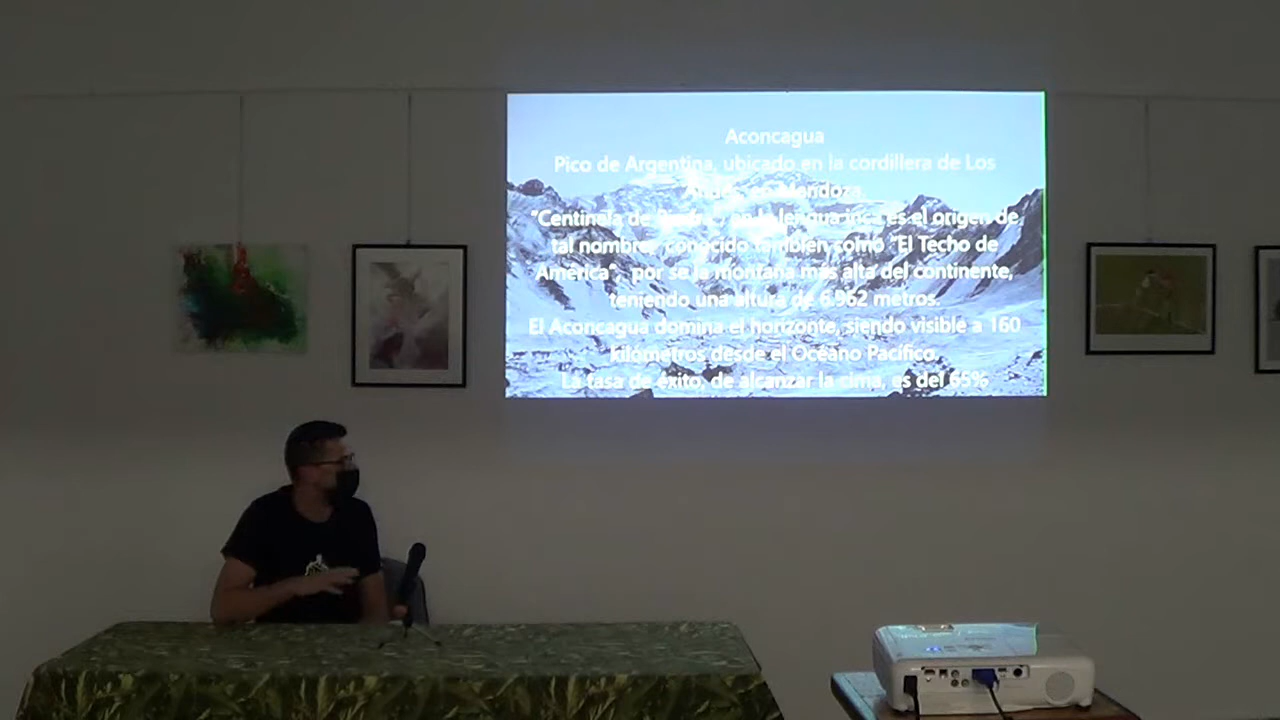 Aconcagua
Pico de Argentina, ubicado en la cordillera de Los
Mendoza.
"Centinela de en la lengua inca es el origen de
tal nombre, conocido también como "El Techo de
América", por se la montaña más alta del continente,
teniendo una altura de 6.962 metros.
El Aconcagua domina el horizonte, siendo visible a 160
kilómetros desde el Océano Pacífico.
La tasa de éxito, de alcanzar la cima, es del 65%